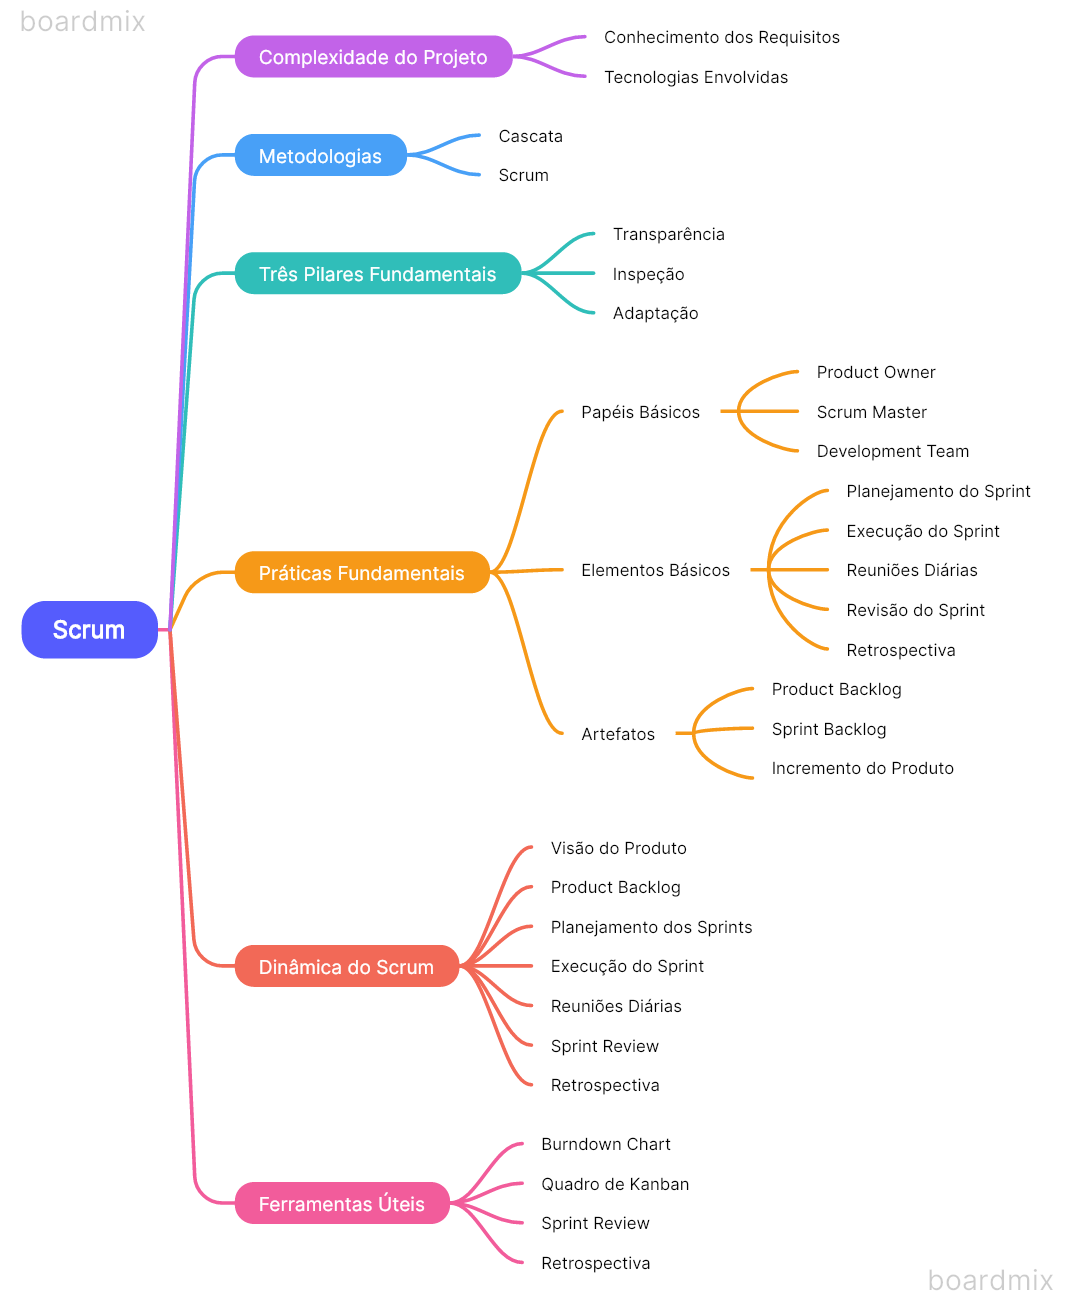 boardmix
Complexidade do Projeto
Conhecimento dos Requisitos
Tecnologias Envolvidas
Metodologias
Cascata
Scrum
Três Pilares Fundamentais
Transparência
Inspeção
Adaptação
Scrum
Práticas Fundamentais
Papéis Básicos
Product Owner
Scrum Master
Development Team
Elementos Básicos
Planejamento do Sprint
Execução do Sprint
Reuniões Diárias
Revisão do Sprint
Retrospectiva
Artefatos
Product Backlog
Sprint Backlog
Incremento do Produto
Dinâmica do Scrum
Visão do Produto
Product Backlog
Planejamento dos Sprints
Execução do Sprint
Reuniões Diárias
Sprint Review
Retrospectiva
Ferramentas Úteis
Burndown Chart
Quadro de Kanban
Sprint Review
Retrospectiva
boardmix